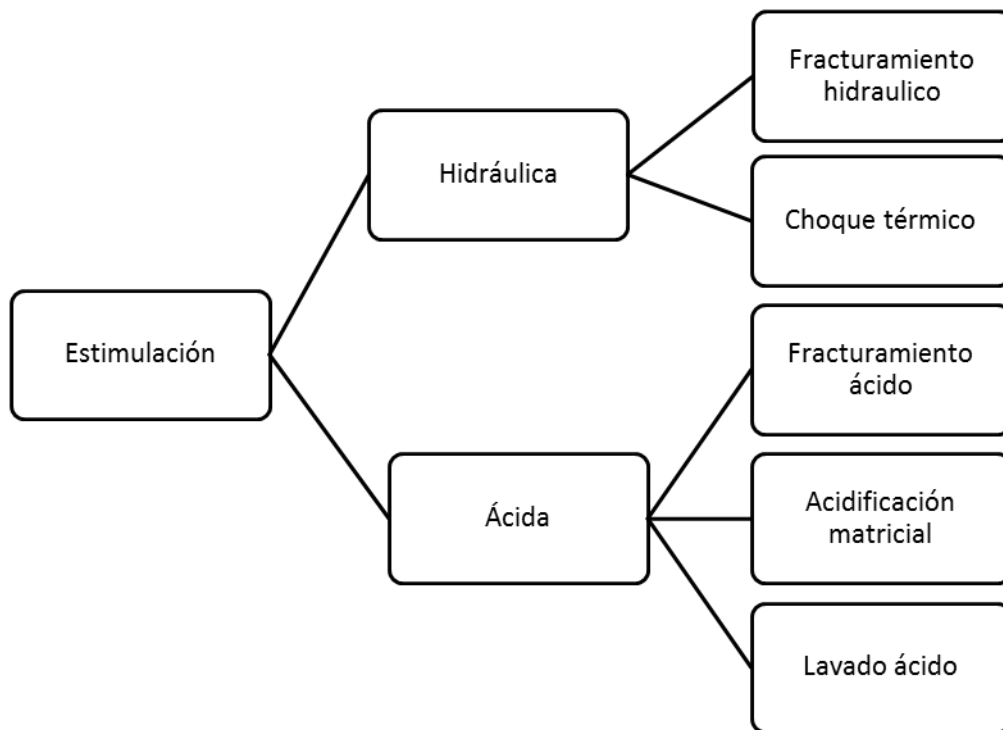 Estimulación
Hidráulica
Fracturamiento
hidraulico
Choque térmico
Ácida
Fracturamiento
ácido
Acidificación
matricial
Lavado ácido